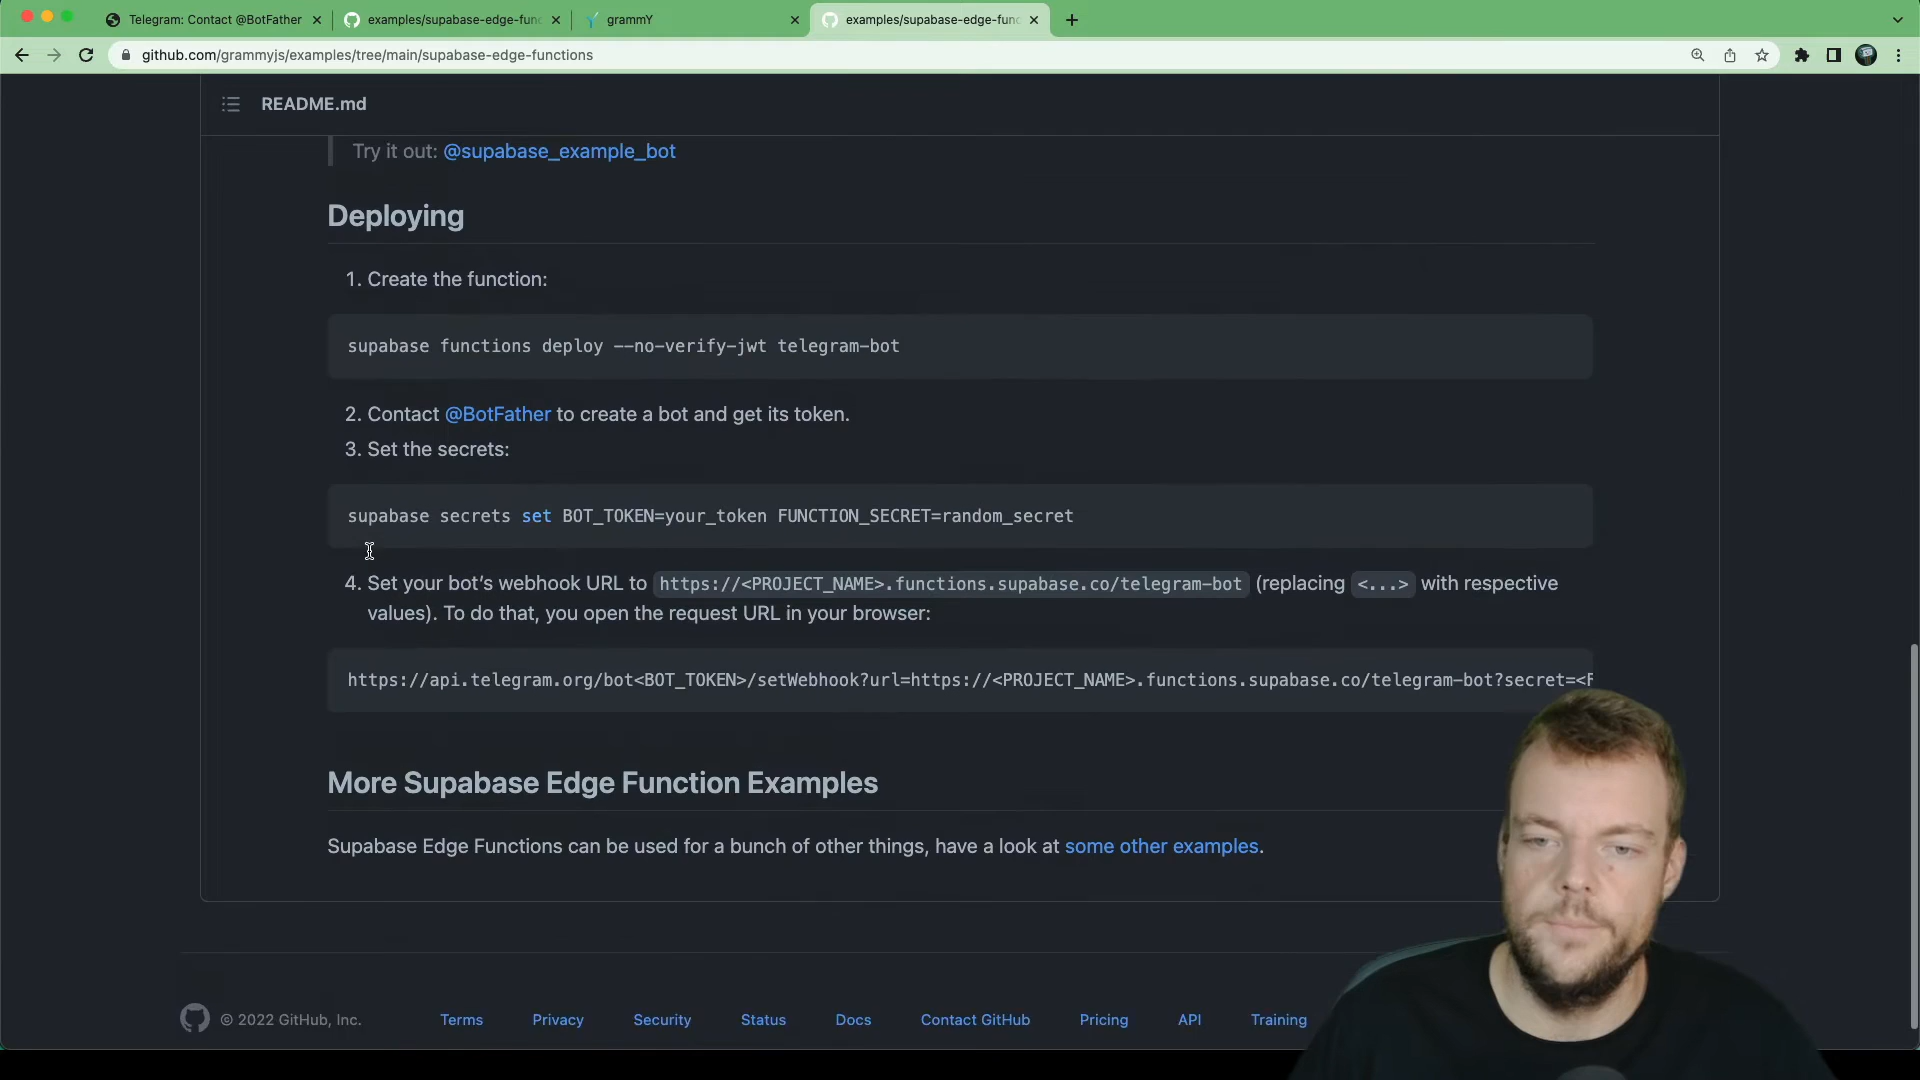 Telegram: Contact @BotFather
examples/supabase-edge-func
grammY
examples/supabase-edge-func
github.com/grammyjs/examples/tree/main/supabase-edge-functions
README.md
Try it out: @supabase_example_bot
Deploying
1. Create the function:
supabase functions deploy --no-verify-jwt telegram-bot
2. Contact @BotFather to create a bot and get its token.
3. Set the secrets:
supabase secrets set BOT_TOKEN=your_token FUNCTION_SECRET=random_secret
4. Set your bot’s webhook URL to https://<PROJECT_NAME>.functions.supabase.co/telegram-bot (replacing <...> with respective
values). To do that, you open the request URL in your browser:
https://api.telegram.org/bot<BOT_TOKEN>/setWebhook?url=https://<PROJECT_NAME>.functions.supabase.co/telegram-bot?secret=<F
More Supabase Edge Function Examples
Supabase Edge Functions can be used for a bunch of other things, have a look at some other examples.
© 2022 GitHub, Inc. Terms Privacy Security Status Docs Contact GitHub Pricing API Training